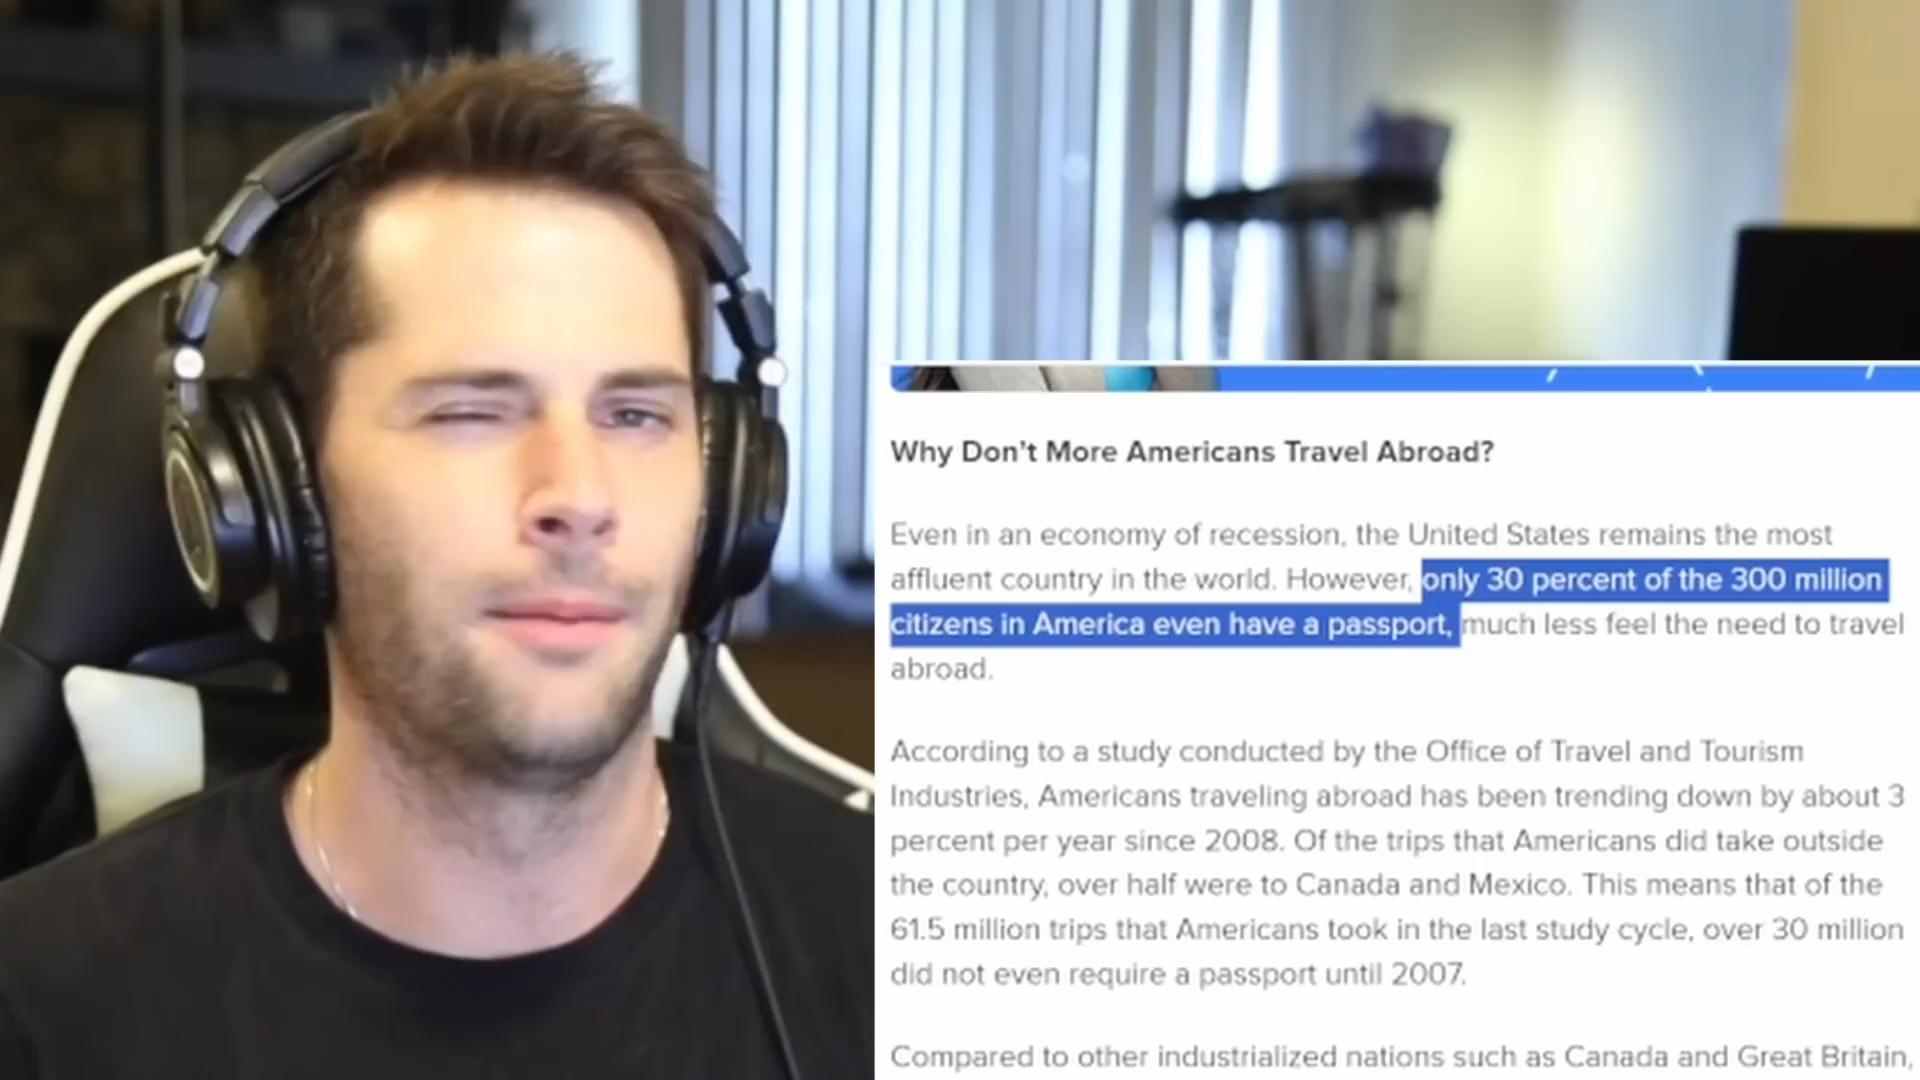 Why Don't More Americans Travel Abroad?
Even in an economy of recession, the United States remains the most
affluent country in the world. However, only 30 percent of the 300 million
citizens in America even have a passport, much less feel the need to travel
abroad.
According to a study conducted by the Office of Travel and Tourism
Industries, Americans traveling abroad has been trending down by about 3
percent per year since 2008. Of the trips that Americans did take outside
the country, over half were to Canada and Mexico. This means that of the
61.5 million trips that Americans took in the last study cycle, over 30 million
did not even require a passport until 2007.
Compared to other industrialized nations such as Canada and Great Britain,